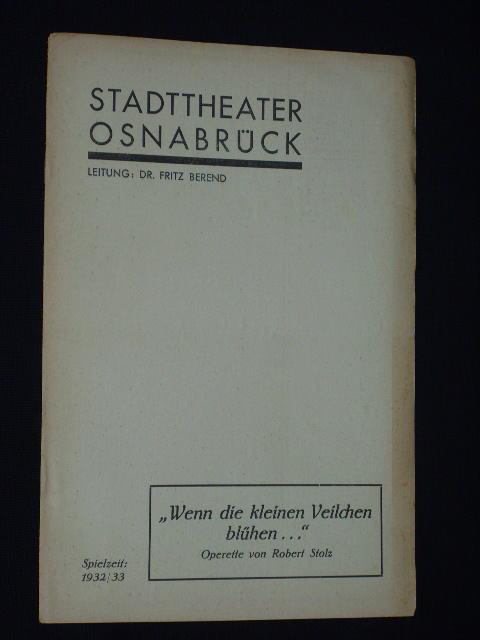 STADTTHEATER
OSNABRÜCK
LEITUNG: DR. FRITZ BEREND
„Wenn die kleinen Veilchen
blühen..."
Operette von Robert Stolz
Spielzeit:
1932/33